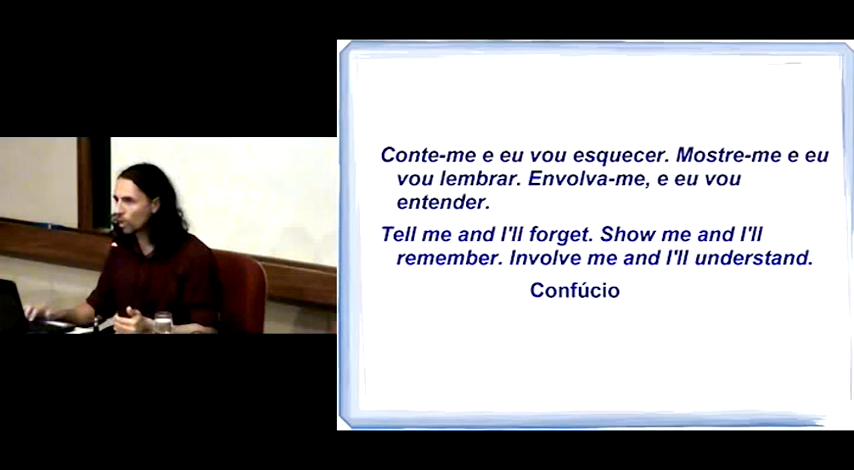 Conte-me e eu vou esquecer. Mostre-me e eu
vou lembrar. Envolva-me, e eu vou
entender.
Tell me and I'll forget. Show me and I'll
remember. Involve me and I'll understand.
Confúcio